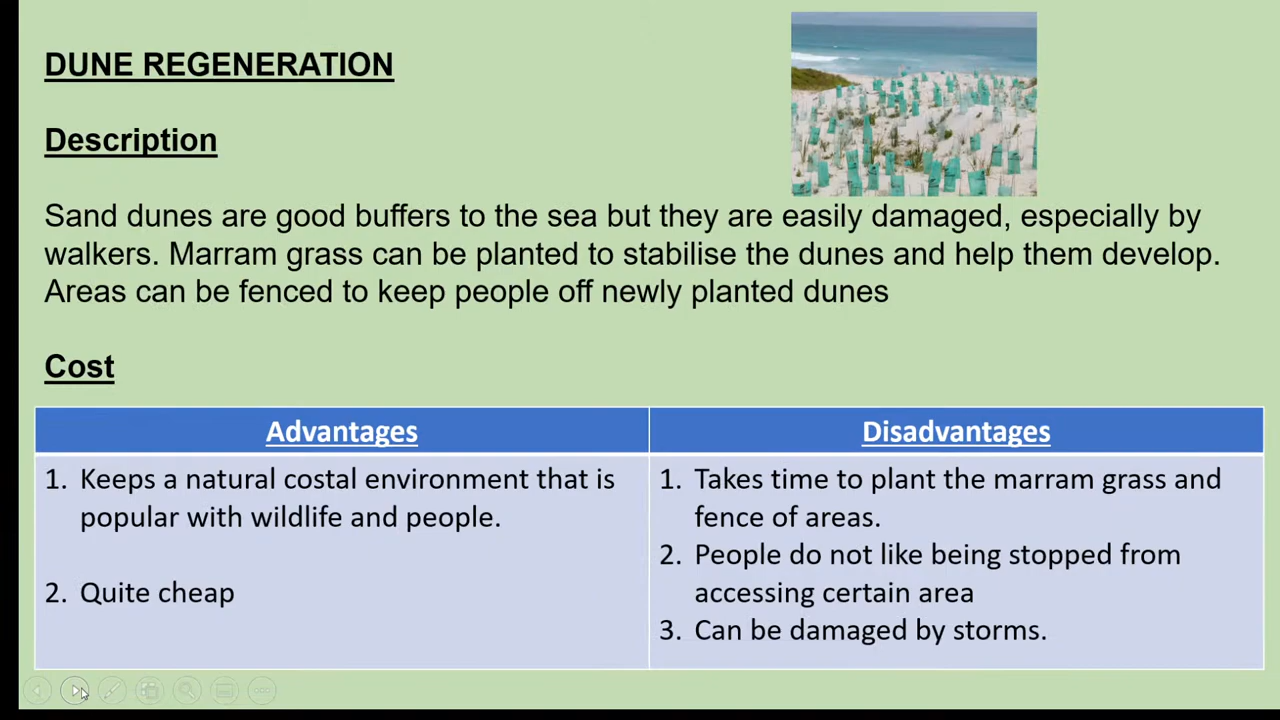 DUNE REGENERATION
Description
Sand dunes are good buffers to the sea but they are easily damaged, especially by
walkers. Marram grass can be planted to stabilise the dunes and help them develop.
Areas can be fenced to keep people off newly planted dunes
Cost
Advantages
1. Keeps a natural costal environment that is
popular with wildlife and people.
2. Quite cheap
Disadvantages
1. Takes time to plant the marram grass and
fence of areas.
2. People do not like being stopped from
accessing certain area
3. Can be damaged by storms.